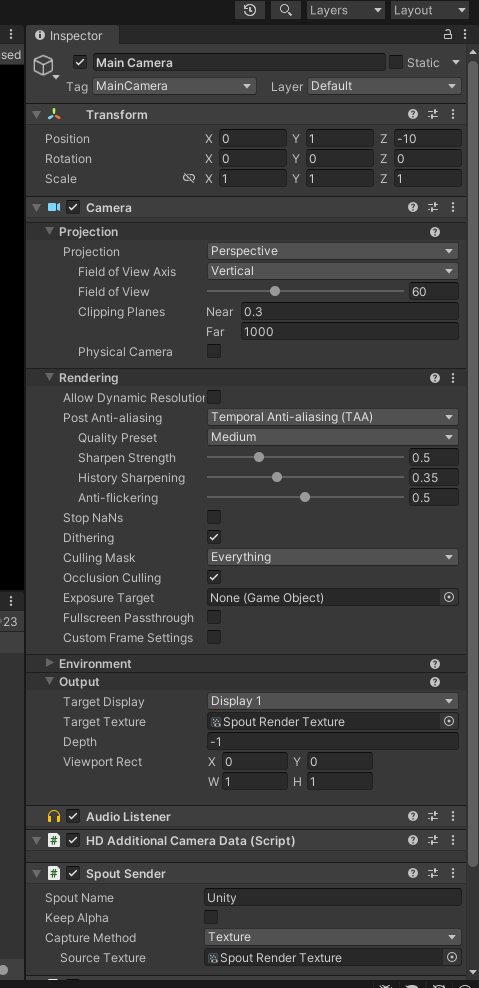 Layers Layout
Inspector
sed
Main Camera Static
Tag MainCamera Layer Default
Transform
Position X 0 Y 1 Z -10
Rotation X 0 Y 0 Z 0
Scale X 1 Y 1 Z 1
Camera
Projection
Projection Perspective
Field of View Axis Vertical
Field of View 60
Clipping Planes Near 0.3
Far 1000
Physical Camera
Rendering
Allow Dynamic Resolution
Post Anti-aliasing Temporal Anti-aliasing (TAA)
Quality Preset Medium
Sharpen Strength 0.5
History Sharpening 0.35
Anti-flickering 0.5
Stop NaNs
Dithering
Culling Mask Everything
Occlusion Culling
Exposure Target None (Game Object)
23
Fullscreen Passthrough
Custom Frame Settings
Environment
Output
Target Display Display 1
Target Texture Spout Render Texture
Depth -1
Viewport Rect X 0 Y 0
W 1 H 1
Audio Listener
HD Additional Camera Data (Script)
Spout Sender
Spout Name Unity
Keep Alpha
Capture Method Texture
Source Texture Spout Render Texture